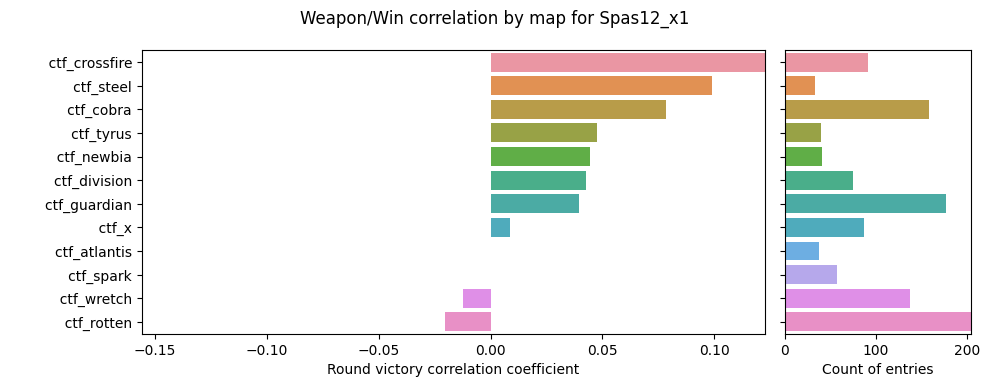 Weapon/Win correlation by map for Spas12_x1
ctf_crossfire
ctf_steel
ctf_cobra
ctf_tyrus
ctf_newbia
ctf_division
ctf_guardian
ctf_x
ctf_atlantis
ctf_spark
ctf_wretch
ctf_rotten
−0.15 −0.10 −0.05 0.00 0.05 0.10 0 100 200
Round victory correlation coefficient Count of entries